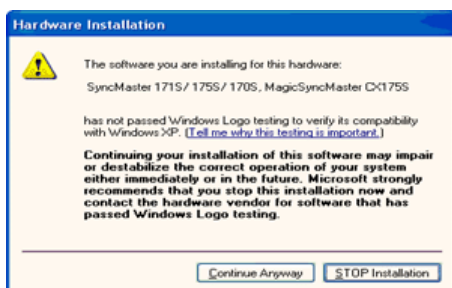 Hardware Installation
The software you are installing for this hardware:
SyncMaster 171S/ 175S/ 170S, MagicSyncMaster CX175S
has not passed Windows Logo testing to verify its compatibility
with Windows XP. (Tell me why this testing is important.)
Continuing your installation of this software may impair
or destabilize the correct operation of your system
either immediately or in the future. Microsoft strongly
recommends that you stop this installation now and
contact the hardware vendor for software that has
passed Windows Logo testing.
Continue Anyway STOP Installation